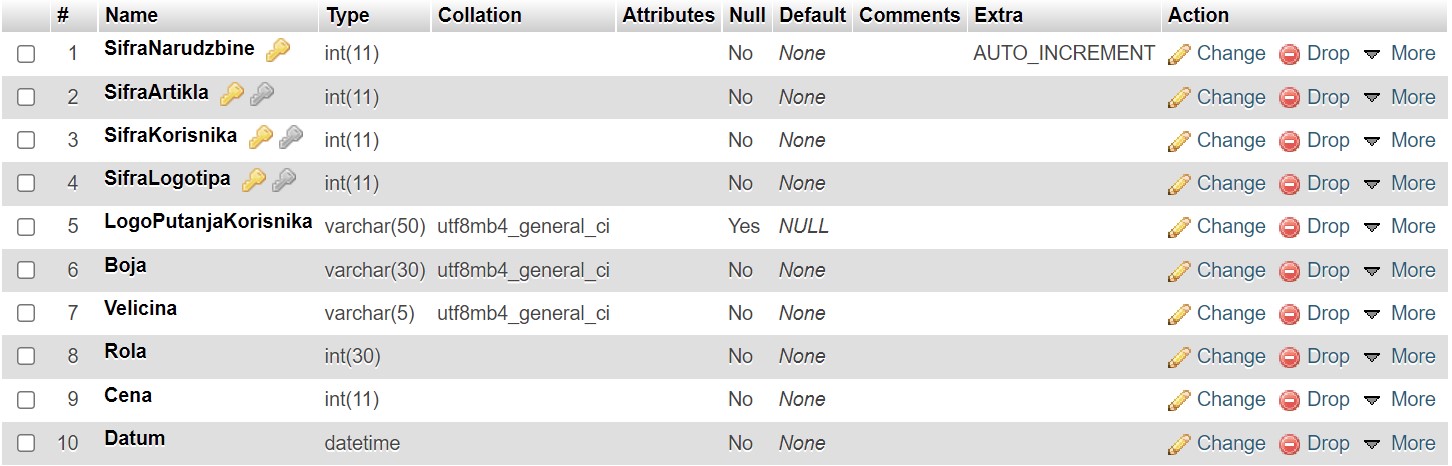 # Name Type Collation Attributes Null Default Comments Extra Action
1 SifraNarudzbine int(11) No None AUTO_INCREMENT Change Drop More
2 SifraArtikla int(11) No None Change Drop More
3 SifraKorisnika int(11) No None Change Drop More
4 SifraLogotipa int(11) No None Change Drop More
5 LogoPutanjaKorisnika varchar(50) utf8mb4_general_ci Yes NULL Change Drop More
6 Boja varchar(30) utf8mb4_general_ci No None Change Drop More
7 Velicina varchar(5) utf8mb4_general_ci No None Change Drop More
8 Rola int(30) No None Change Drop More
9 Cena int(11) No None Change Drop More
10 Datum datetime No None Change Drop More